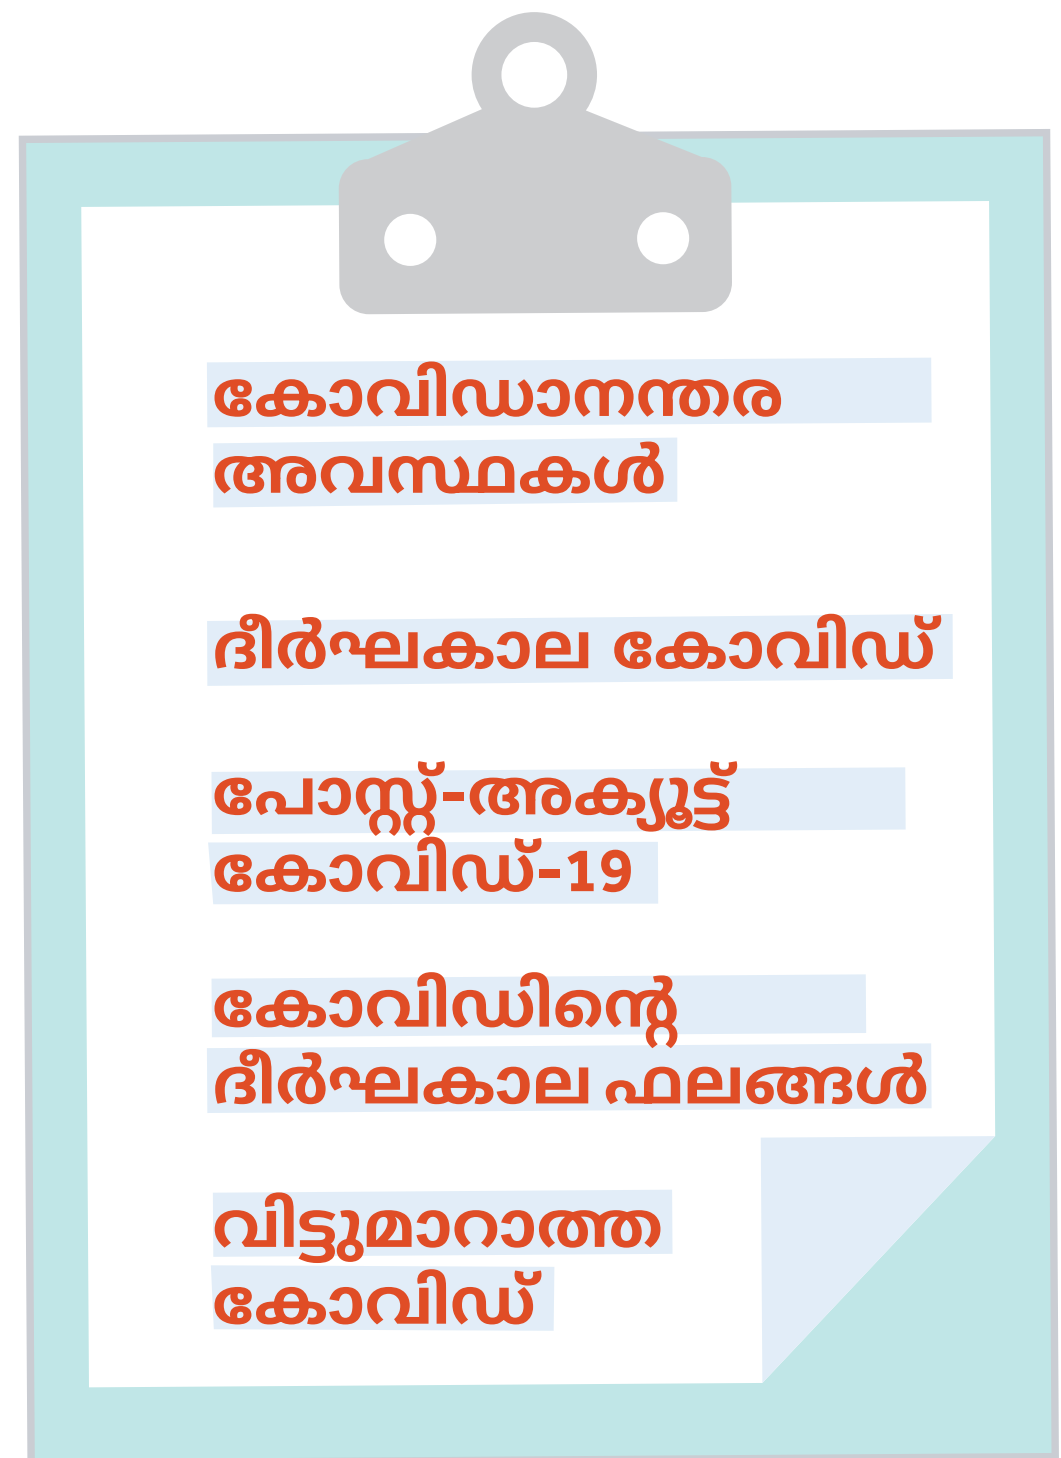 കോവിഡാനന്തര
അവസ്ഥകൾ
ദീർഘകാല കോവിഡ്
പോസ്റ്റ്-അക്യൂട്ട്
കോവിഡ്-19
കോവിഡിന്റെ
ദീർഘകാല ഫലങ്ങൾ
വിട്ടുമാറാത്ത
കോവിഡ്